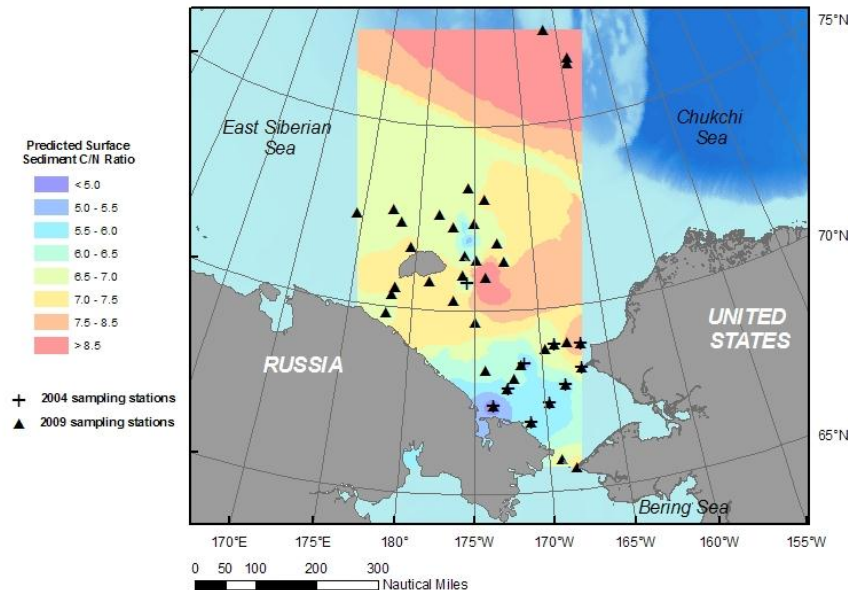 75°N
East Siberian
Sea
Chukchi
Sea
Predicted Surface
Sediment C/N Ratio
< 5.0
5.0 - 5.5
5.5 - 6.0
6.0 - 6.5
6.5 - 7.0
7.0 - 7.5
7.5 - 8.5
> 8.5
70°N
UNITED
STATES
RUSSIA
2004 sampling stations
2009 sampling stations
65°N
Bering Sea
170°E 175°E 180° 175°W 170°W 165°W 160°W 155°W
0 50 100 200 300
Nautical Miles